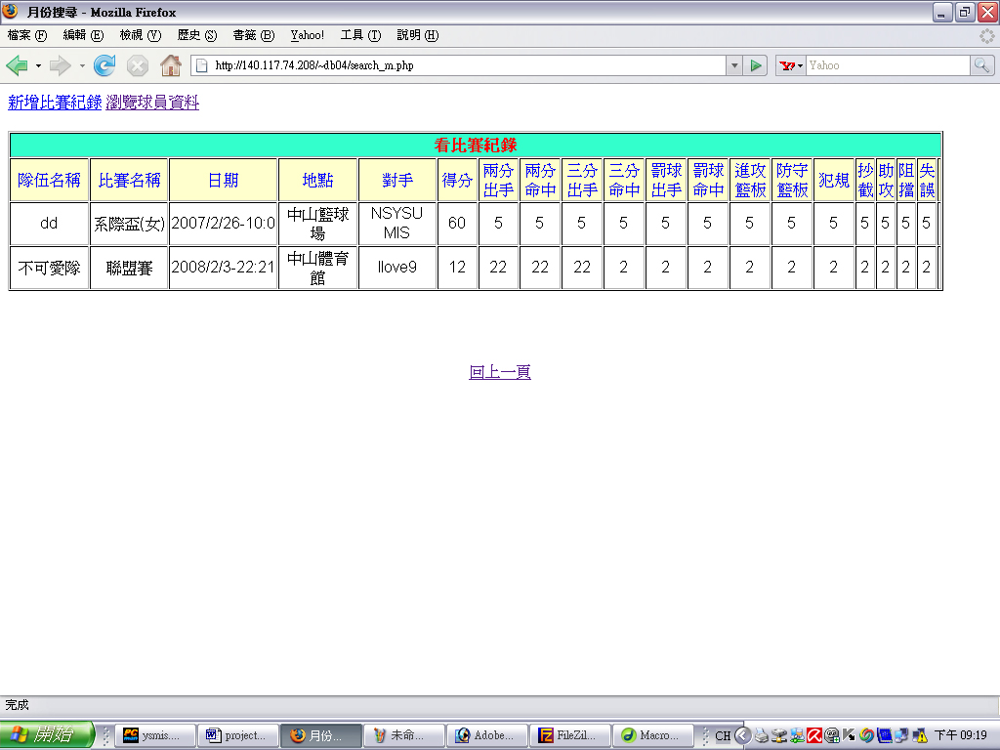 月份搜尋 - Mozilla Firefox
檔案 (F) 編輯 (E) 檢視 (V) 歷史 (S) 書籤 (B) Yahoo! 工具 (T) 說明 (H)
http://140.117.74.208/~db04/search_m.php Yahoo
新增比賽紀錄 瀏覽球員資料
看比賽紀錄
隊伍名稱 比賽名稱 日期 地點 對手 得分 兩分出手 兩分命中 三分出手 三分命中 罰球出手 罰球命中 進攻籃板 防守籃板 犯規 抄截 助攻 阻擋 失誤
dd 系際盃(女) 2007/2/26-10:0 中山籃球場 NSYSU MIS 60 5 5 5 5 5 5 5 5 5 5 5 5 5
不可愛隊 聯盟賽 2008/2/3-22:21 中山體育館 Ilove9 12 22 22 22 2 2 2 2 2 2 2 2 2 2
回上一頁
完成
開始 ysmis.... project... 月份... 未命... Adobe... FileZil... Macro... CH 下午 09:19